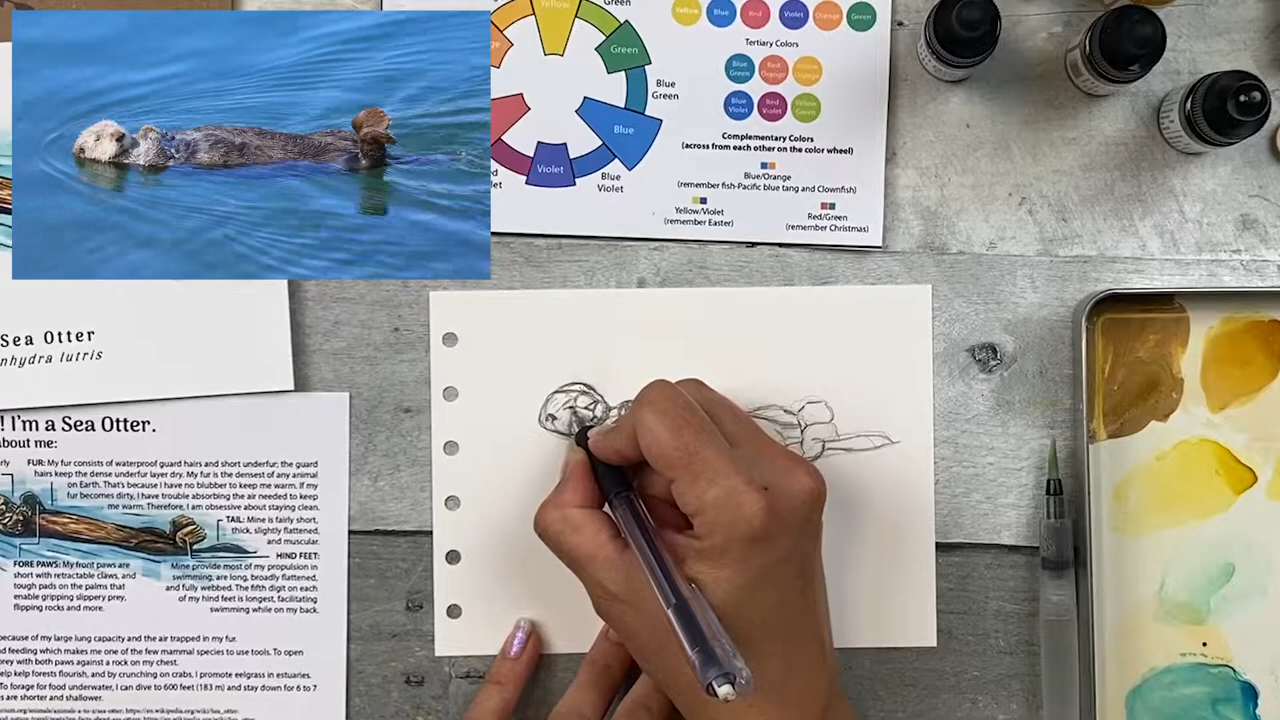 Yellow
Green
Green
Blue
Green
Blue
Blue
Violet
Violet
Yellow
Blue
Red
Violet
Orange
Green
Tertiary Colors
Blue
Green
Red
Orange
Yellow
Orange
Blue
Violet
Red
Violet
Yellow
Green
Complementary Colors
(across from each other on the color wheel)
Blue/Orange
(remember fish-Pacific blue tang and Clownfish)
Yellow/Violet
(remember Easter)
Red/Green
(remember Christmas)
Sea Otter
nhydra lutris
! I'm a Sea Otter.
about me:
FUR: My fur consists of waterproof guard hairs and short underfur; the guard
hairs keep the dense underfur layer dry. My fur is the densest of any animal
on Earth. That's because I have no blubber to keep me warm. If my
fur becomes dirty, I have trouble absorbing the air needed to keep
me warm. Therefore, I am obsessive about staying clean.
TAIL: Mine is fairly short,
thick, slightly flattened,
and muscular.
HIND FEET:
Mine provide most of my propulsion in
swimming, are long, broadly flattened,
and fully webbed. The fifth digit on each
of my hind feet is longest, facilitating
swimming while on my back.
FORE PAWS: My front paws are
short with retractable claws, and
tough pads on the palms that
enable gripping slippery prey,
flipping rocks and more.
because of my large lung capacity and the air trapped in my fur.
d feeding which makes me one of few mammal species to use tools. To open
prey with both paws against a rock on my chest.
elp kelp forests flourish, and by crunching on crabs, I promote eelgrass in estuaries.
To forage for food underwater, I can dive to 600 feet (183 m) and stay down for 6 to 7
es are shorter and shallower.